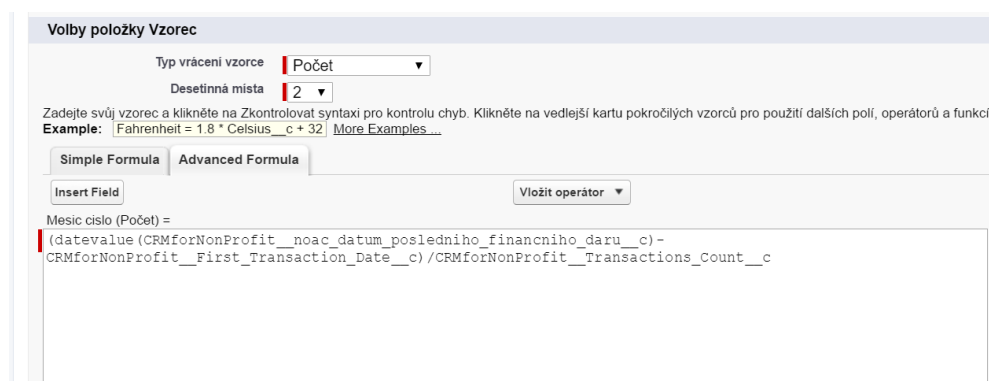 Volby položky Vzorec
Typ vrácení vzorce Počet
Desetinná místa 2
Zadejte svůj vzorec a klikněte na Zkontrolovat syntaxi pro kontrolu chyb. Klikněte na vedlejší kartu pokročilých vzorců pro použití dalších polí, operátorů a funkcí
Example: Fahrenheit = 1.8 * Celsius__c + 32 More Examples ...
Simple Formula Advanced Formula
Insert Field Vložit operátor
Mesic cislo (Počet) =
(datevalue(CRMforNonProfit__noac_datum_posledniho_financniho_daru__c)-
CRMforNonProfit__First_Transaction_Date__c)/CRMforNonProfit__Transactions_Count__c